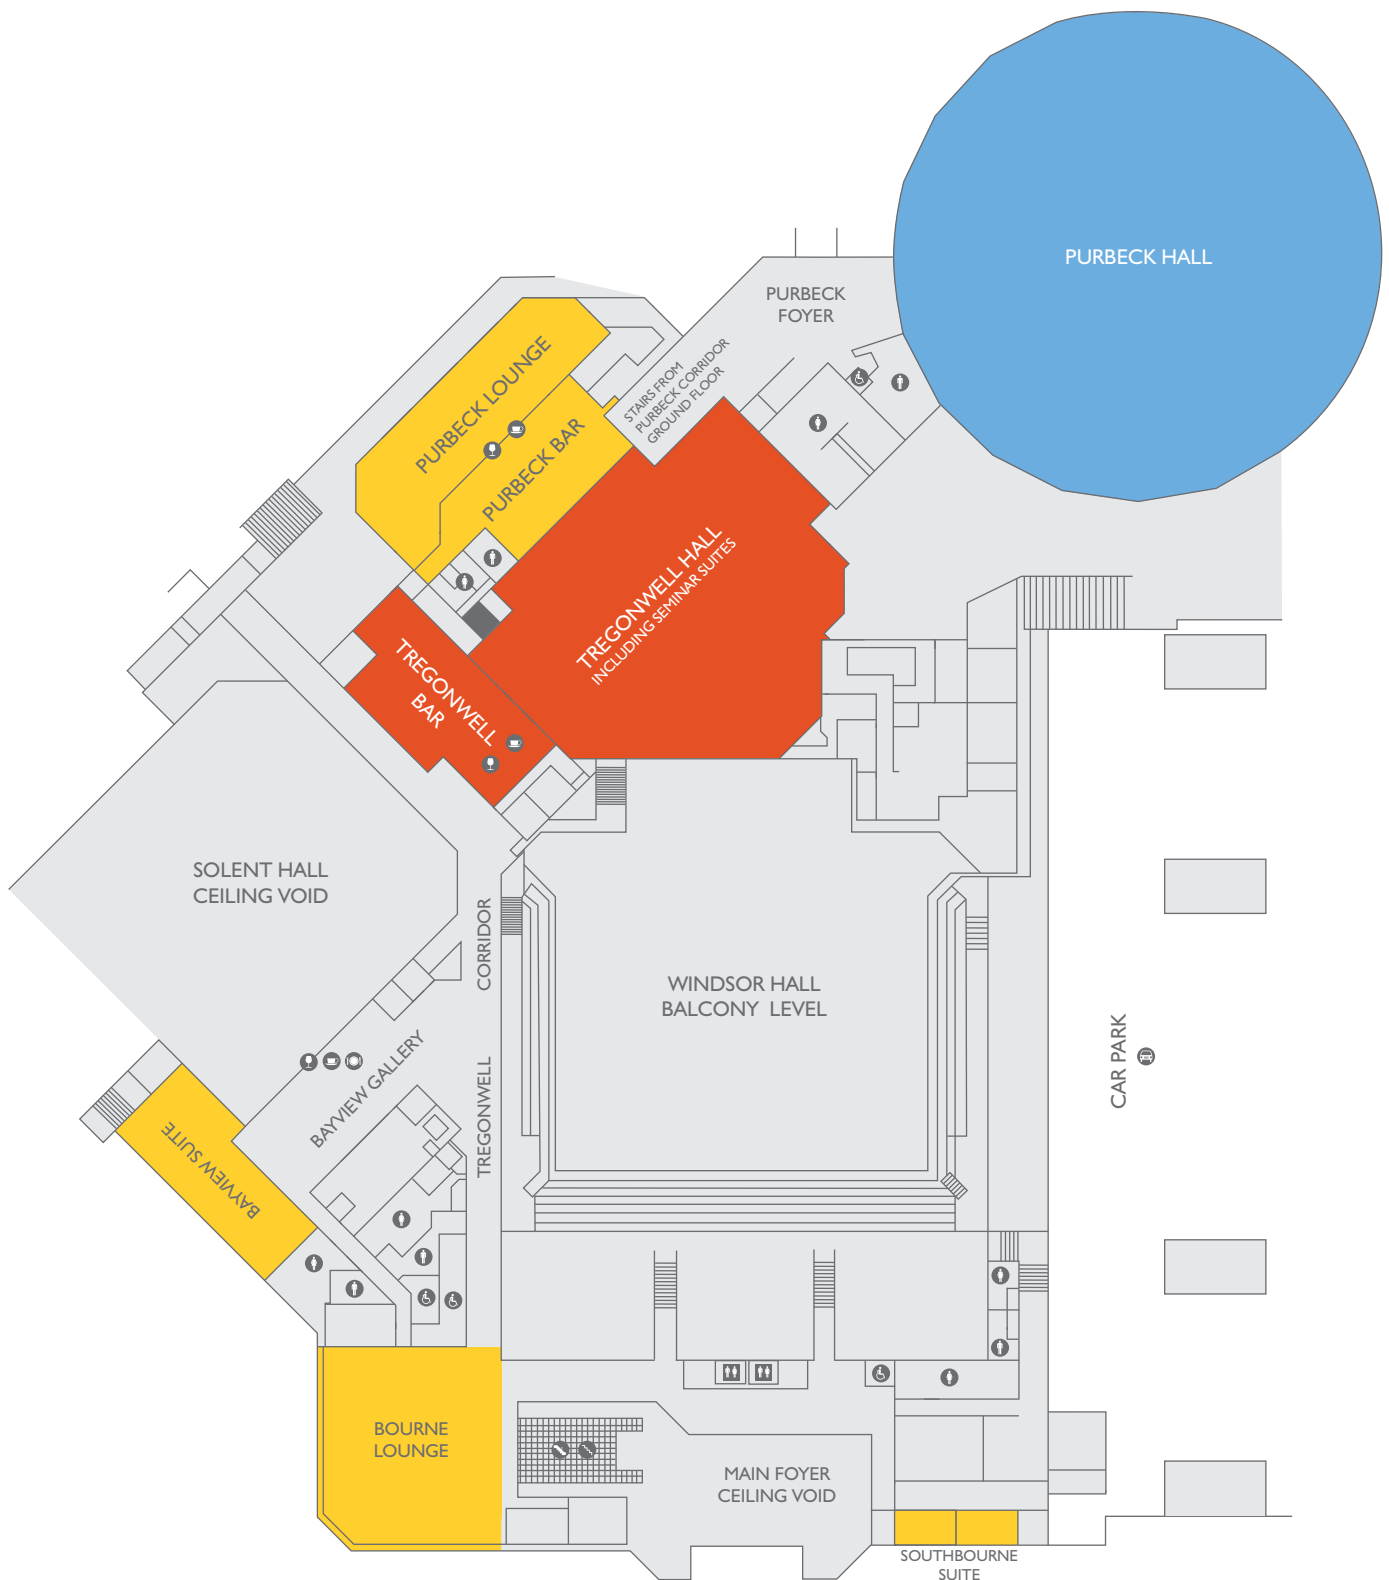 PURBECK HALL
PURBECK
FOYER
STAIRS FROM
PURBECK CORRIDOR
GROUND FLOOR
PURBECK LOUNGE
PURBECK BAR
TREGONWELL HALL
INCLUDING SEMINAR SUITES
TREGONWELL
BAR
SOLENT HALL
CEILING VOID
CORRIDOR
WINDSOR HALL
BALCONY LEVEL
CAR PARK
BAYVIEW GALLERY
TREGONWELL
BAYVIEW SUITE
BOURNE
LOUNGE
MAIN FOYER
CEILING VOID
SOUTHBOURNE
SUITE